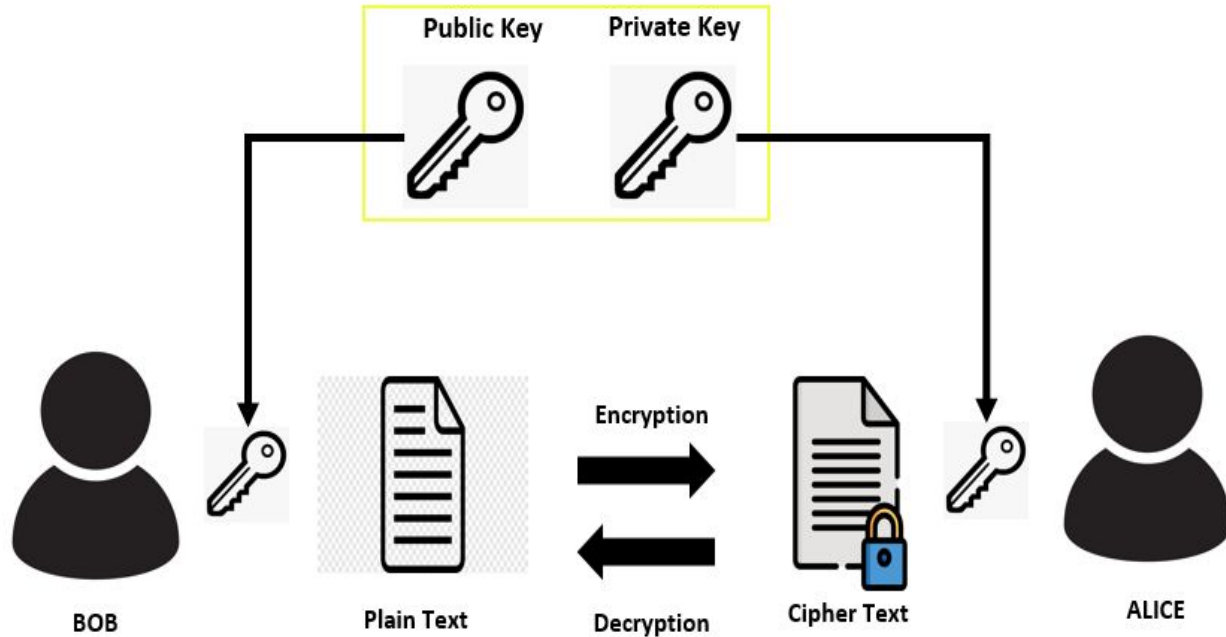 Public Key
Private Key
Encryption
BOB
Plain Text
Decryption
Cipher Text
ALICE